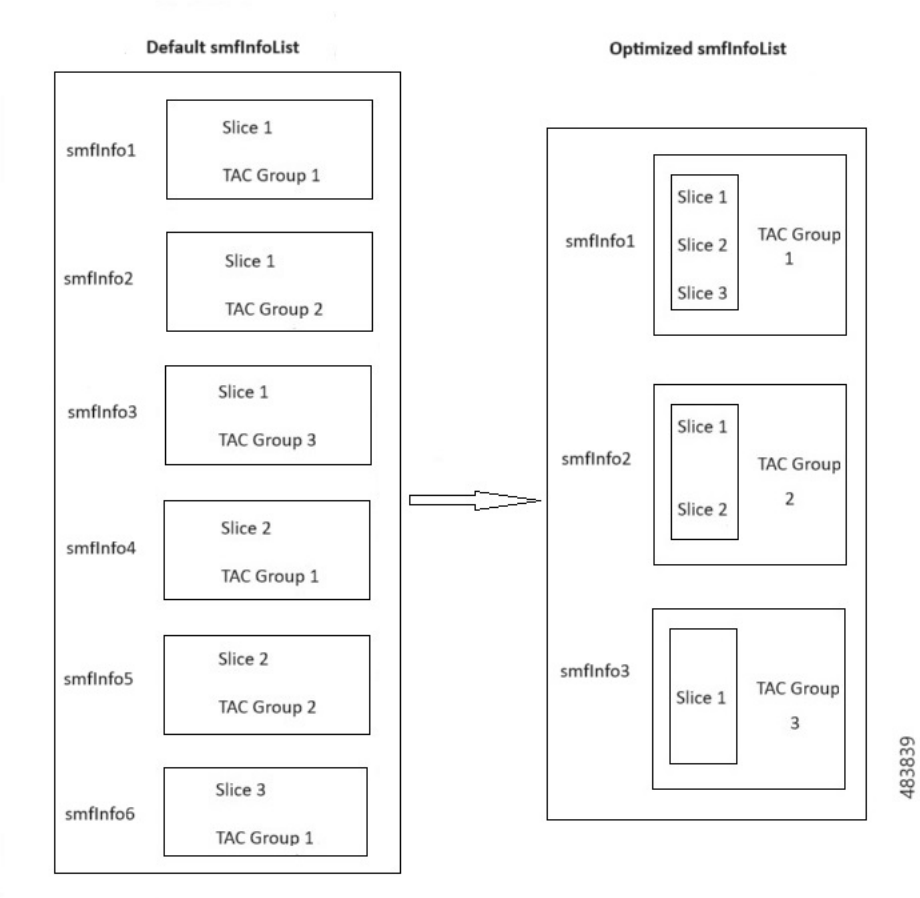 Default smfInfoList
smfInfo1
Slice 1
TAC Group 1
smfInfo2
Slice 1
TAC Group 2
smfInfo3
Slice 1
TAC Group 3
smfInfo4
Slice 2
TAC Group 1
smfInfo5
Slice 2
TAC Group 2
smfInfo6
Slice 3
TAC Group 1
Optimized smfInfoList
smfInfo1
Slice 1
Slice 2
Slice 3
TAC Group
1
smfInfo2
Slice 1
Slice 2
TAC Group
2
smfInfo3
Slice 1
TAC Group
3
483839